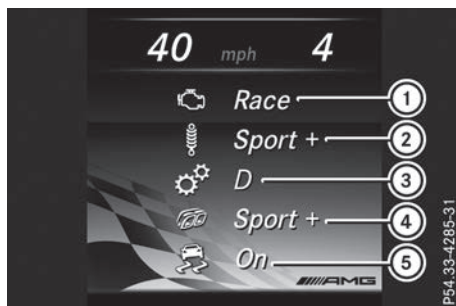 40 mph 4
Race 1
Sport + 2
D 3
Sport + 4
On 5
AMG
P54.33-4285-31